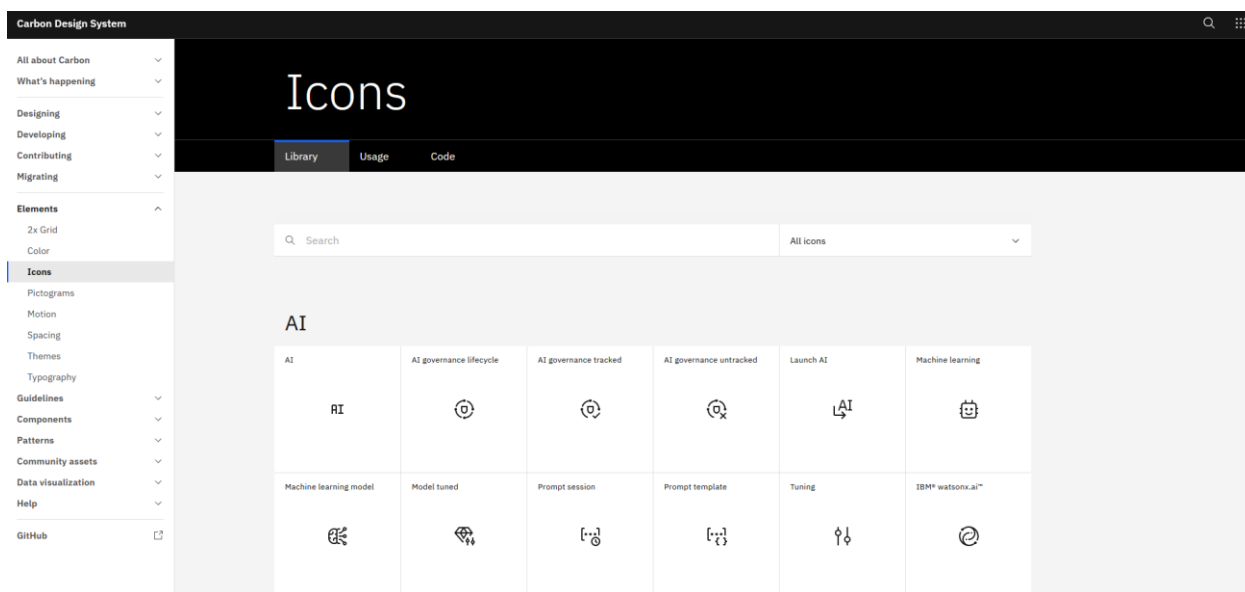 Carbon Design System
All about Carbon
What's happening
Designing
Developing
Contributing
Migrating
Elements
2x Grid
Color
Icons
Pictograms
Motion
Spacing
Themes
Typography
Guidelines
Components
Patterns
Community assets
Data visualization
Help
GitHub
Icons
Library Usage Code
Search All icons
AI
AI AI governance lifecycle AI governance tracked AI governance untracked Launch AI Machine learning
AI AI
Machine learning model Model tuned Prompt session Prompt template Tuning IBM® watsonx.ai™